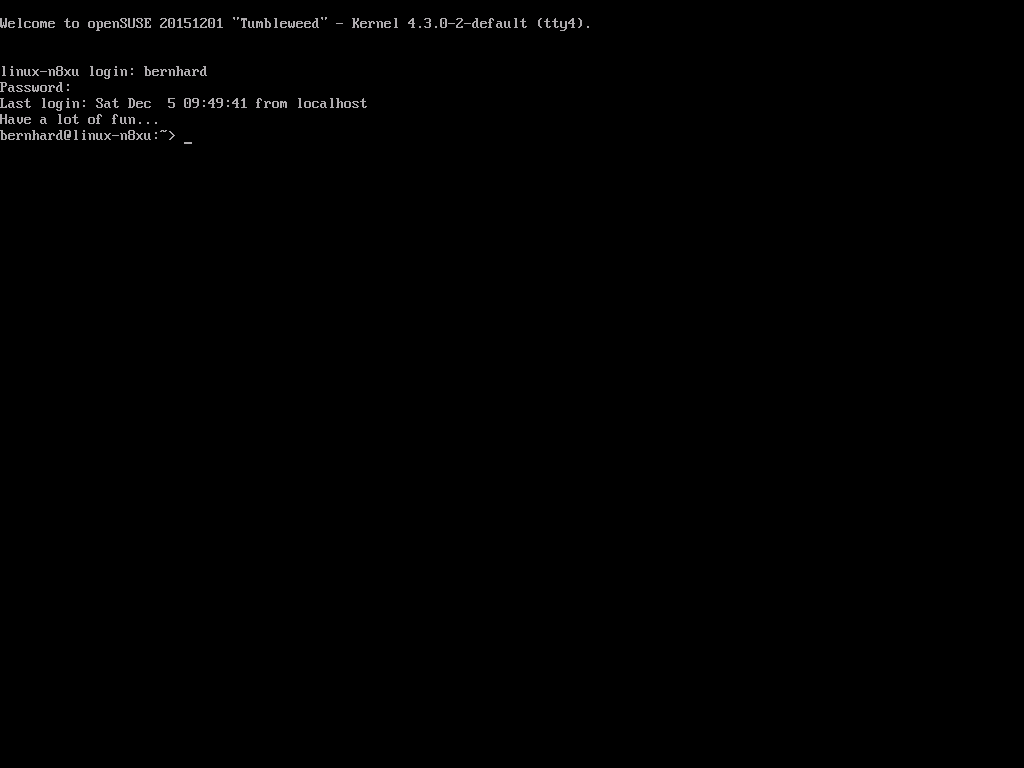 Welcome to openSUSE 20151201 "Tumbleweed" - Kernel 4.3.0-2-default (tty4).
linux-n8xu login: bernhard
Password:
Last login: Sat Dec  5 09:49:41 from localhost
Have a lot of fun...
bernhard@linux-n8xu:~> _